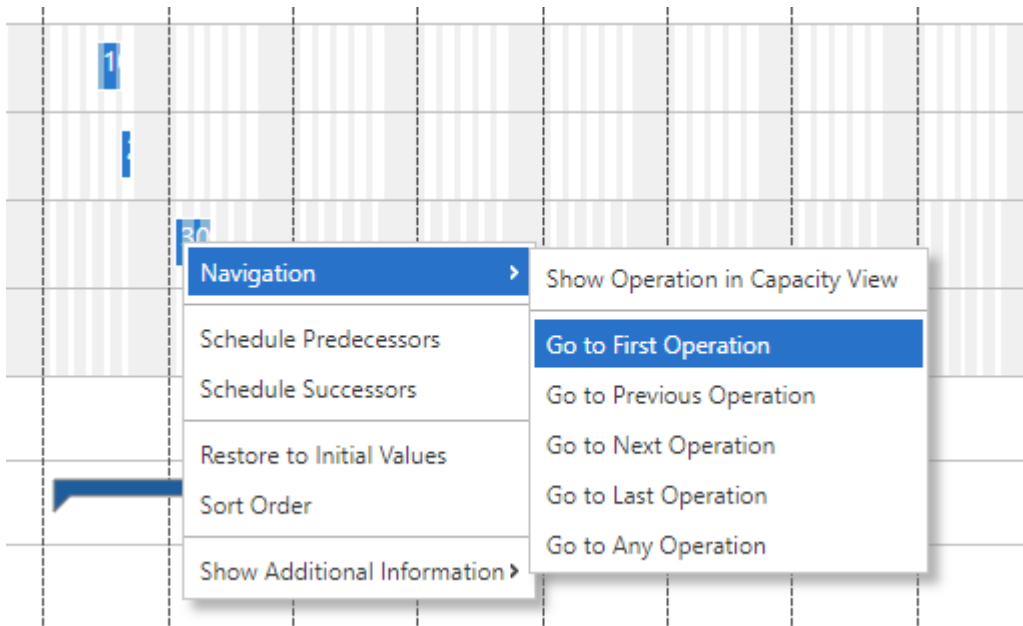 30
Navigation
Schedule Predecessors
Schedule Successors
Restore to Initial Values
Sort Order
Show Additional Information
Show Operation in Capacity View
Go to First Operation
Go to Previous Operation
Go to Next Operation
Go to Last Operation
Go to Any Operation